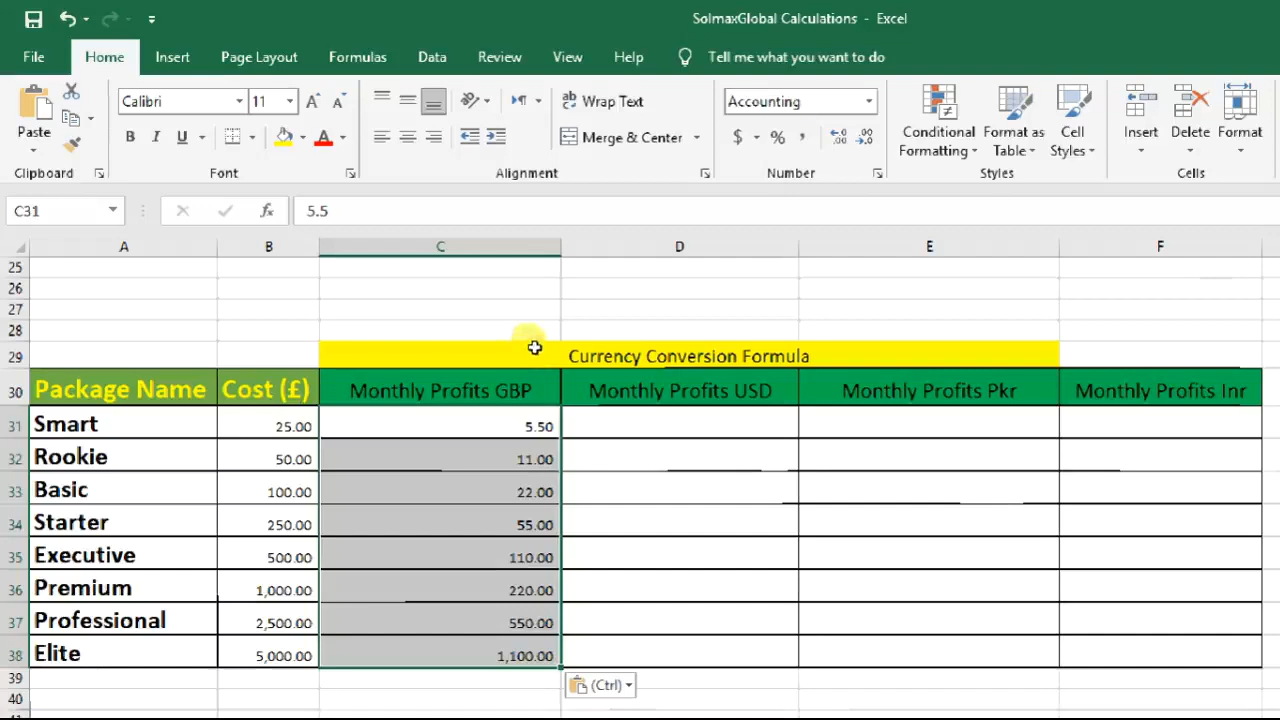 SolmaxGlobal Calculations - Excel
File Home Insert Page Layout Formulas Data Review View Help Tell me what you want to do
Calibri 11 Wrap Text Accounting
Paste B I U A Merge & Center $ % , Conditional Formatting Format as Table Cell Styles Insert Delete Format
Clipboard Font Alignment Number Styles Cells
C31 fx 5.5
A B C D E F
25
26
27
28
29 Currency Conversion Formula
30 Package Name Cost (£) Monthly Profits GBP Monthly Profits USD Monthly Profits Pkr Monthly Profits Inr
31 Smart 25.00 5.50
32 Rookie 50.00 11.00
33 Basic 100.00 22.00
34 Starter 250.00 55.00
35 Executive 500.00 110.00
36 Premium 1,000.00 220.00
37 Professional 2,500.00 550.00
38 Elite 5,000.00 1,100.00
39 (Ctrl)
40